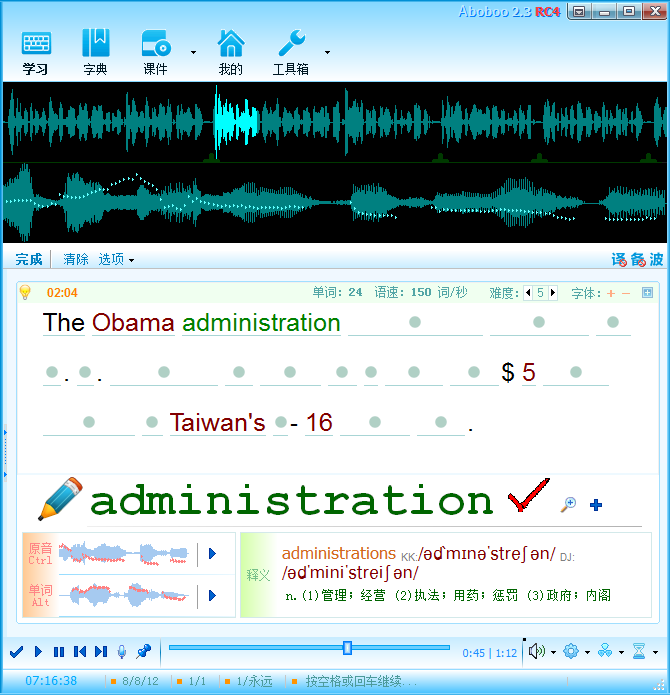 Aboboo 2.3 RC4
学习 字典 课件 我的 工具箱
完成 清除 选项 译 备 波
02:04 单词: 24 语速: 150 词/秒 难度: 5 字体: + −
The Obama administration
. . $ 5
Taiwan's - 16 .
administration
原音 Ctrl
单词 Alt
释义
administrations KK:/ədˈmɪnəˈstreʃən/ DJ:
/ədˈminiˈstreiʃən/
n. (1)管理; 经营 (2)执法; 用药; 惩罚 (3)政府; 内阁
0:45 | 1:12
07:16:38 8/8/12 1/1 1/永远 按空格或回车继续...